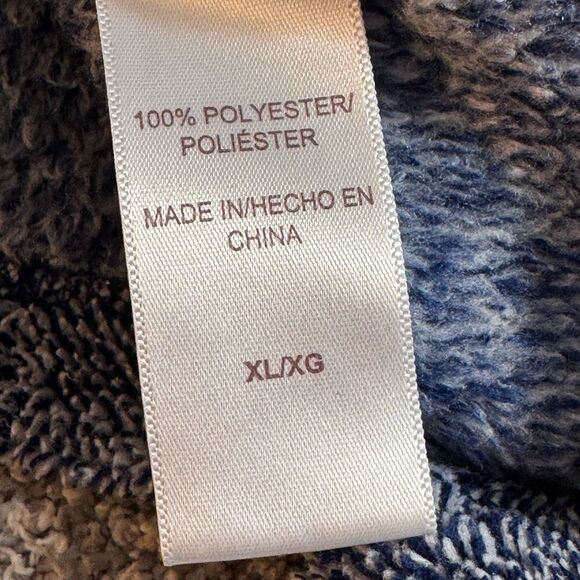 100% POLYESTER/
POLIÉSTER
MADE IN/HECHO EN
CHINA
XL/XG